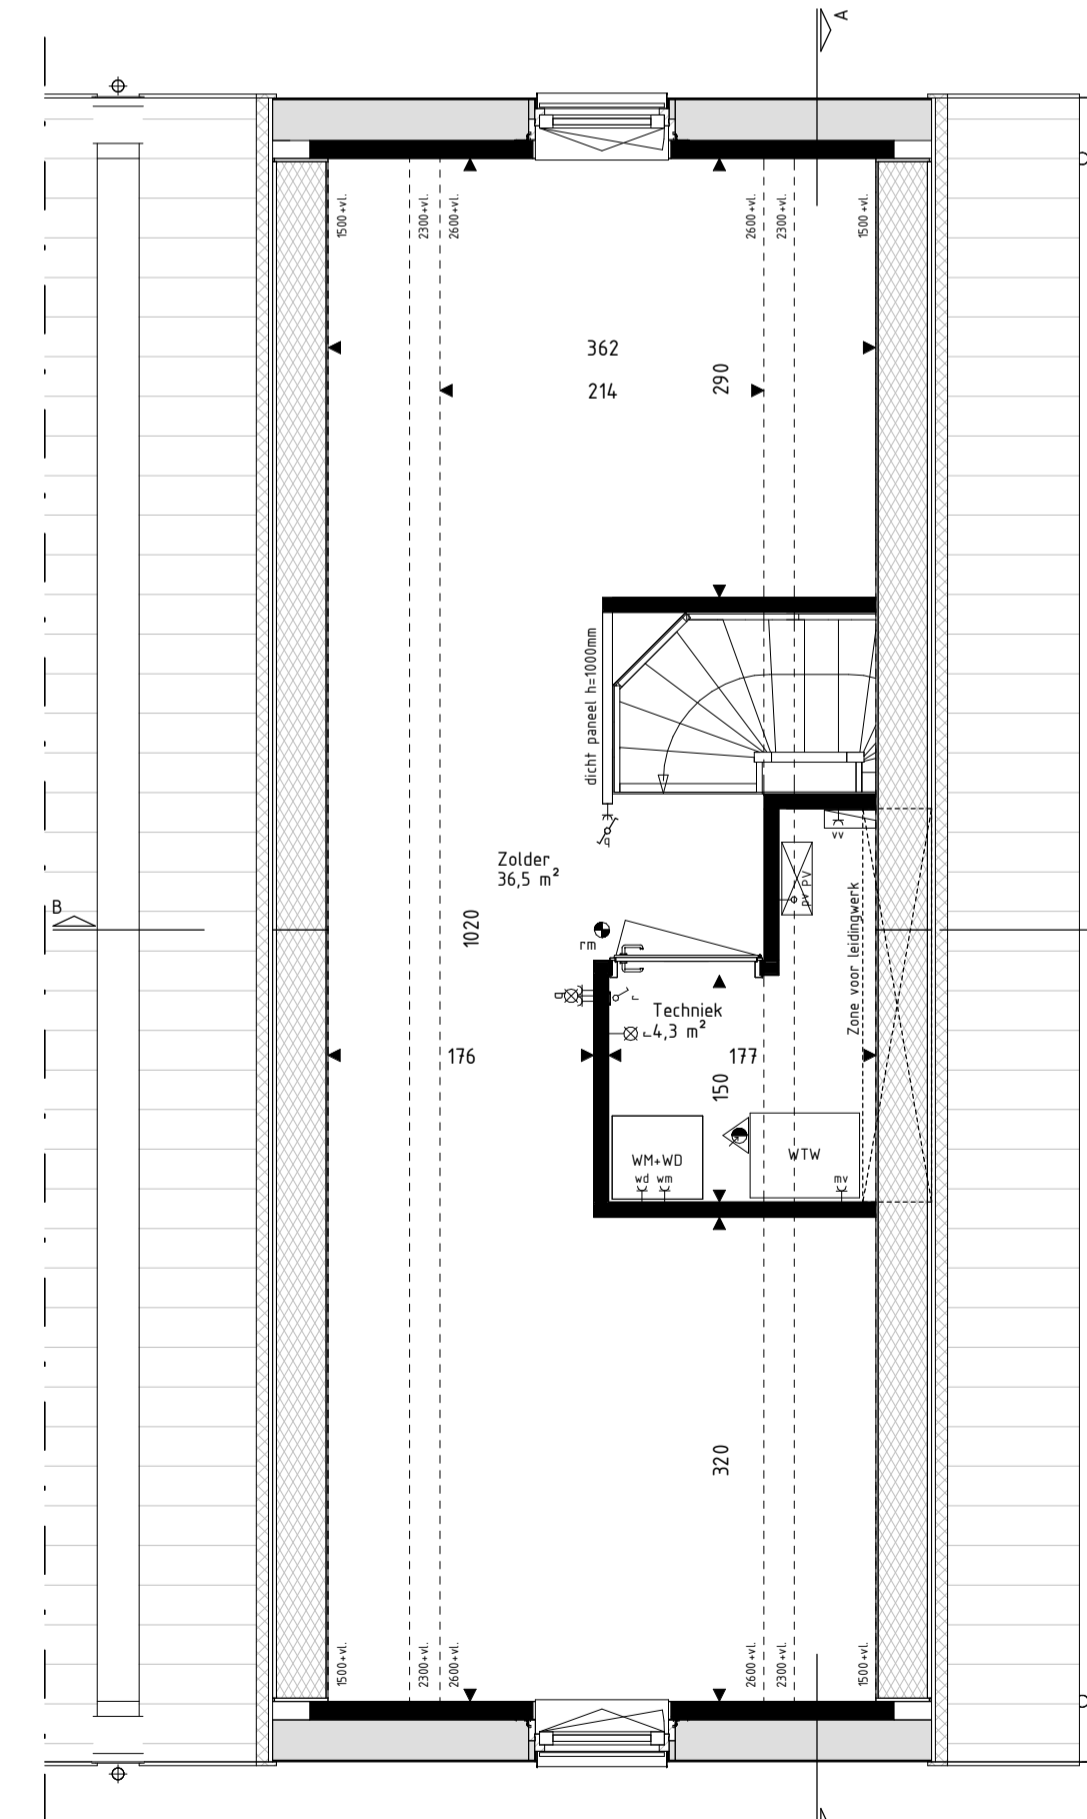 A
1500+vl.
2300+vl.
2600+vl.
2600+vl.
2300+vl.
1500+vl.
362
214
290
dicht paneel h=1000mm
Zolder
36,5 m²
1020
B
rm
vv
pv PV
Zone voor leidingwerk
Techniek
4,3 m²
176
177
150
WM+WD
wd wm
WTW
mv
320
1500+vl.
2300+vl.
2600+vl.
2600+vl.
2300+vl.
1500+vl.